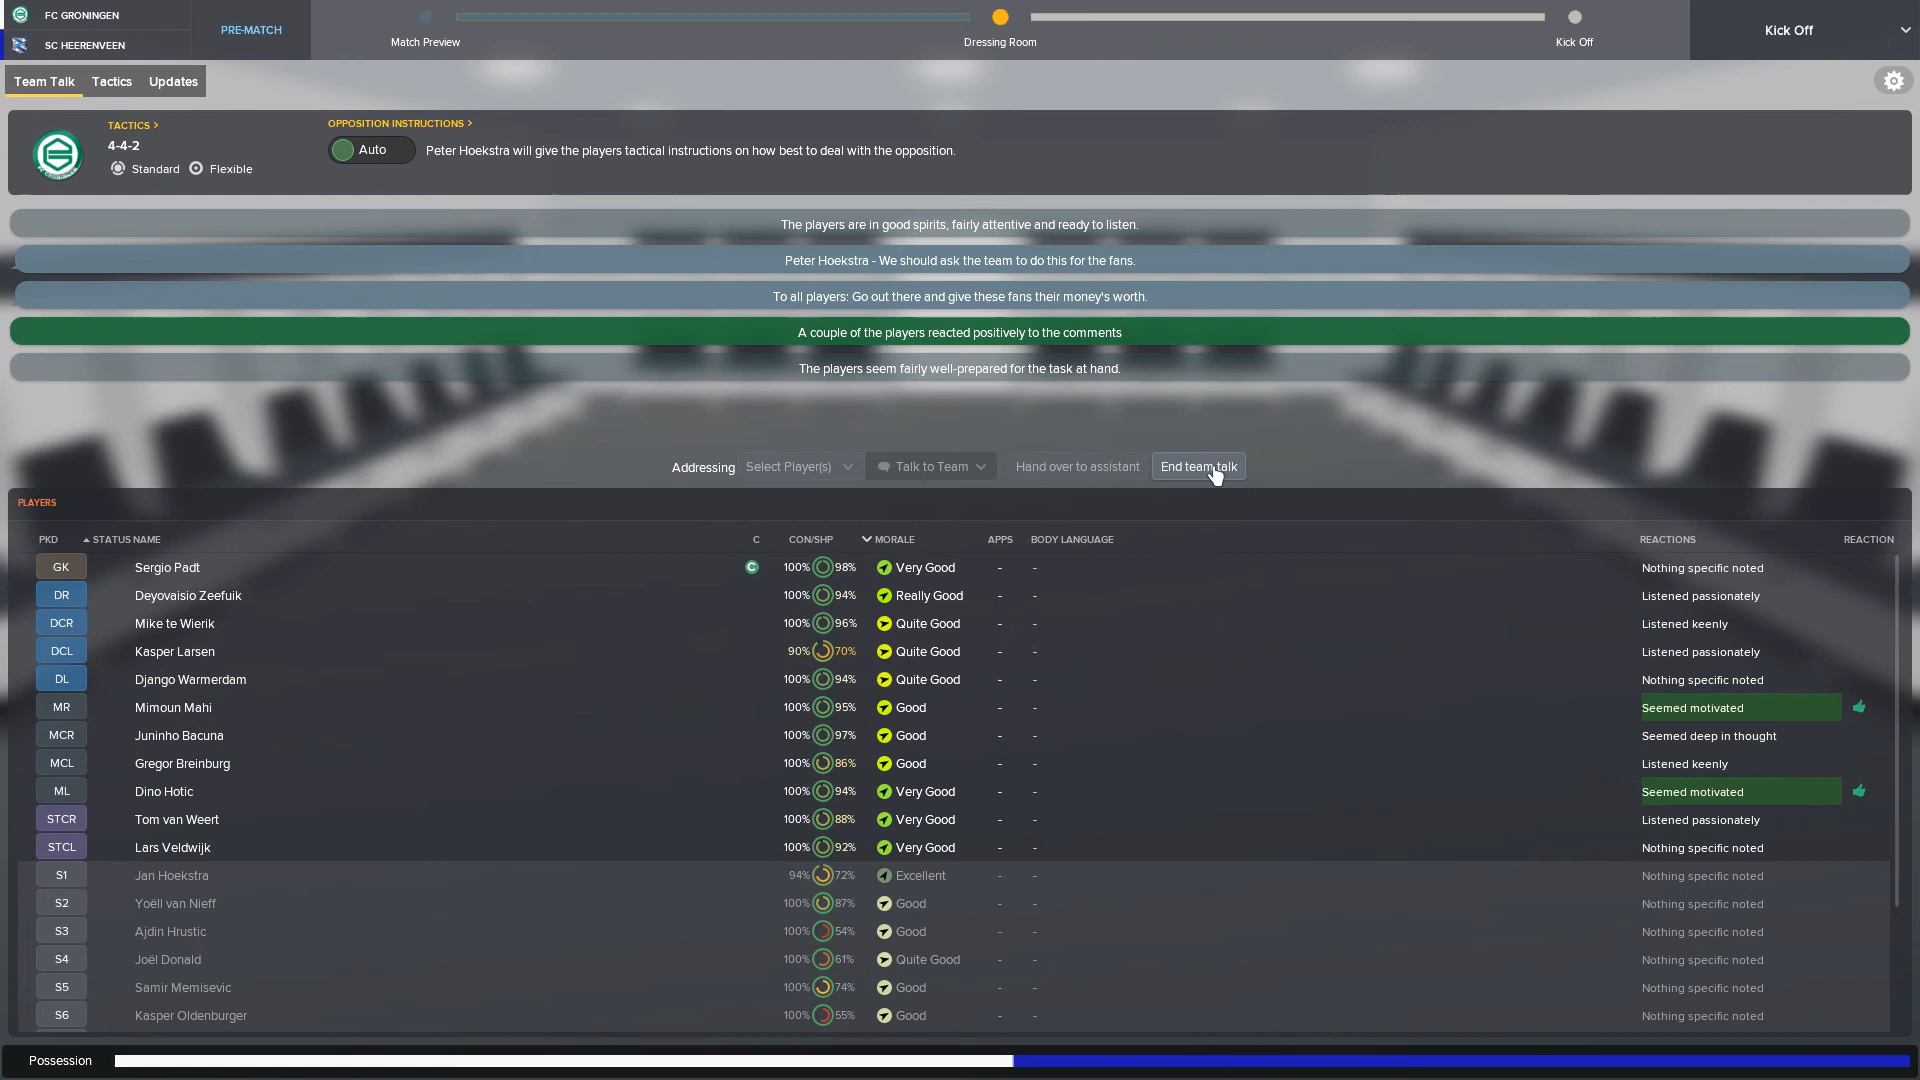 FC GRONINGEN
SC HEERENVEEN
PRE-MATCH
Match Preview
Dressing Room
Kick Off
Kick Off
Team Talk Tactics Updates
TACTICS >
4-4-2
Standard Flexible
OPPOSITION INSTRUCTIONS >
Auto Peter Hoekstra will give the players tactical instructions on how best to deal with the opposition.
The players are in good spirits, fairly attentive and ready to listen.
Peter Hoekstra - We should ask the team to do this for the fans.
To all players: Go out there and give these fans their money's worth.
A couple of the players reacted positively to the comments
The players seem fairly well-prepared for the task at hand.
Addressing Select Player(s) Talk to Team Hand over to assistant End team talk
PLAYERS
PKD STATUS NAME C CON/SHP MORALE APPS BODY LANGUAGE REACTIONS REACTION
GK Sergio Padt C 100% 98% Very Good - - Nothing specific noted
DR Deyovaisio Zeefuik 100% 94% Really Good - - Listened passionately
DCR Mike te Wierik 100% 96% Quite Good - - Listened keenly
DCL Kasper Larsen 90% 70% Quite Good - - Listened passionately
DL Django Warmerdam 100% 94% Quite Good - - Nothing specific noted
MR Mimoun Mahi 100% 95% Good - - Seemed motivated
MCR Juninho Bacuna 100% 97% Good - - Seemed deep in thought
MCL Gregor Breinburg 100% 86% Good - - Listened keenly
ML Dino Hotic 100% 94% Very Good - - Seemed motivated
STCR Tom van Weert 100% 88% Very Good - - Listened passionately
STCL Lars Veldwijk 100% 92% Very Good - - Nothing specific noted
S1 Jan Hoekstra 94% 72% Excellent - - Nothing specific noted
S2 Yoëll van Nieff 100% 87% Good - - Nothing specific noted
S3 Ajdin Hrustic 100% 54% Good - - Nothing specific noted
S4 Joël Donald 100% 61% Quite Good - - Nothing specific noted
S5 Samir Memisevic 100% 74% Good - - Nothing specific noted
S6 Kasper Oldenburger 100% 55% Good - - Nothing specific noted
Possession